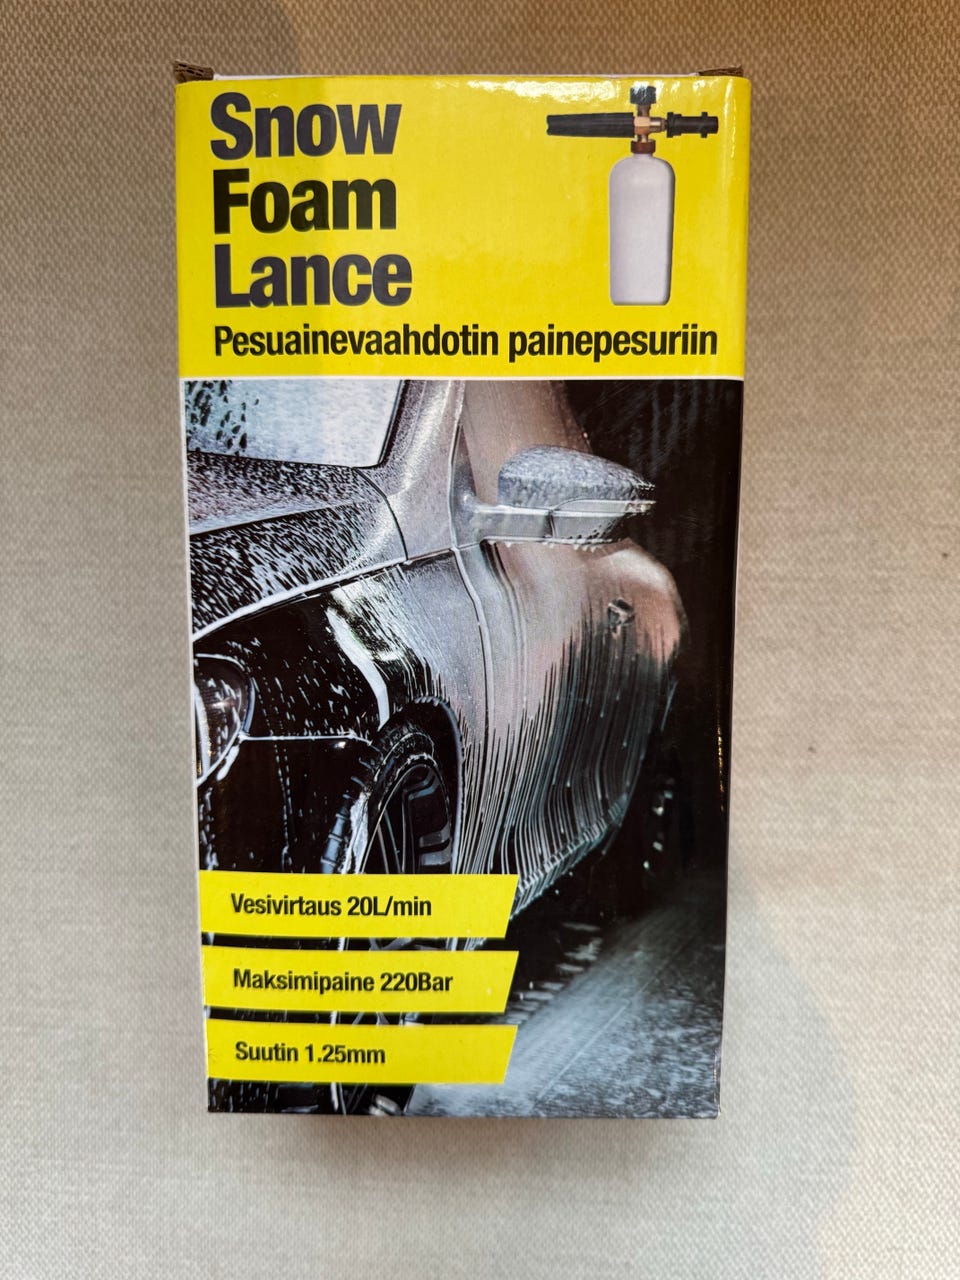 Snow
Foam
Lance
Pesuainevaahdotin painepesuriin
Vesivirtaus 20L/min
Maksimipaine 220Bar
Suutin 1.25mm